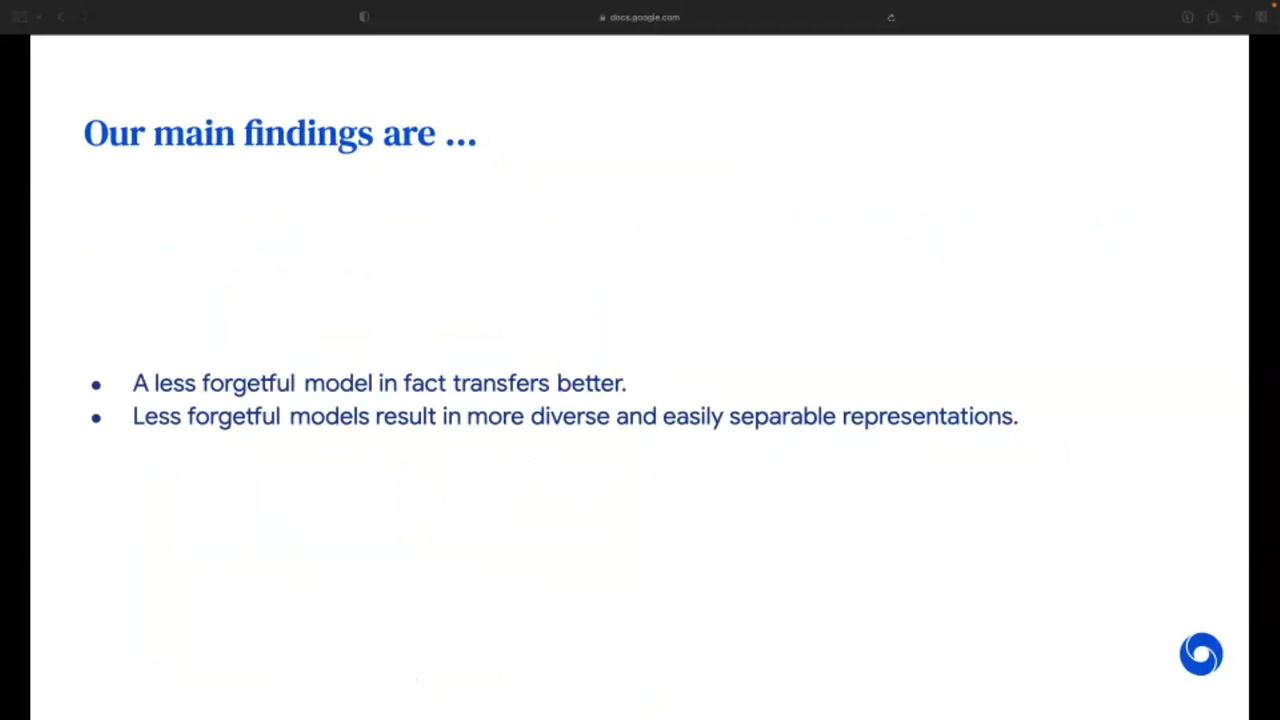 docs.google.com
Our main findings are ...
● A less forgetful model in fact transfers better.
● Less forgetful models result in more diverse and easily separable representations.